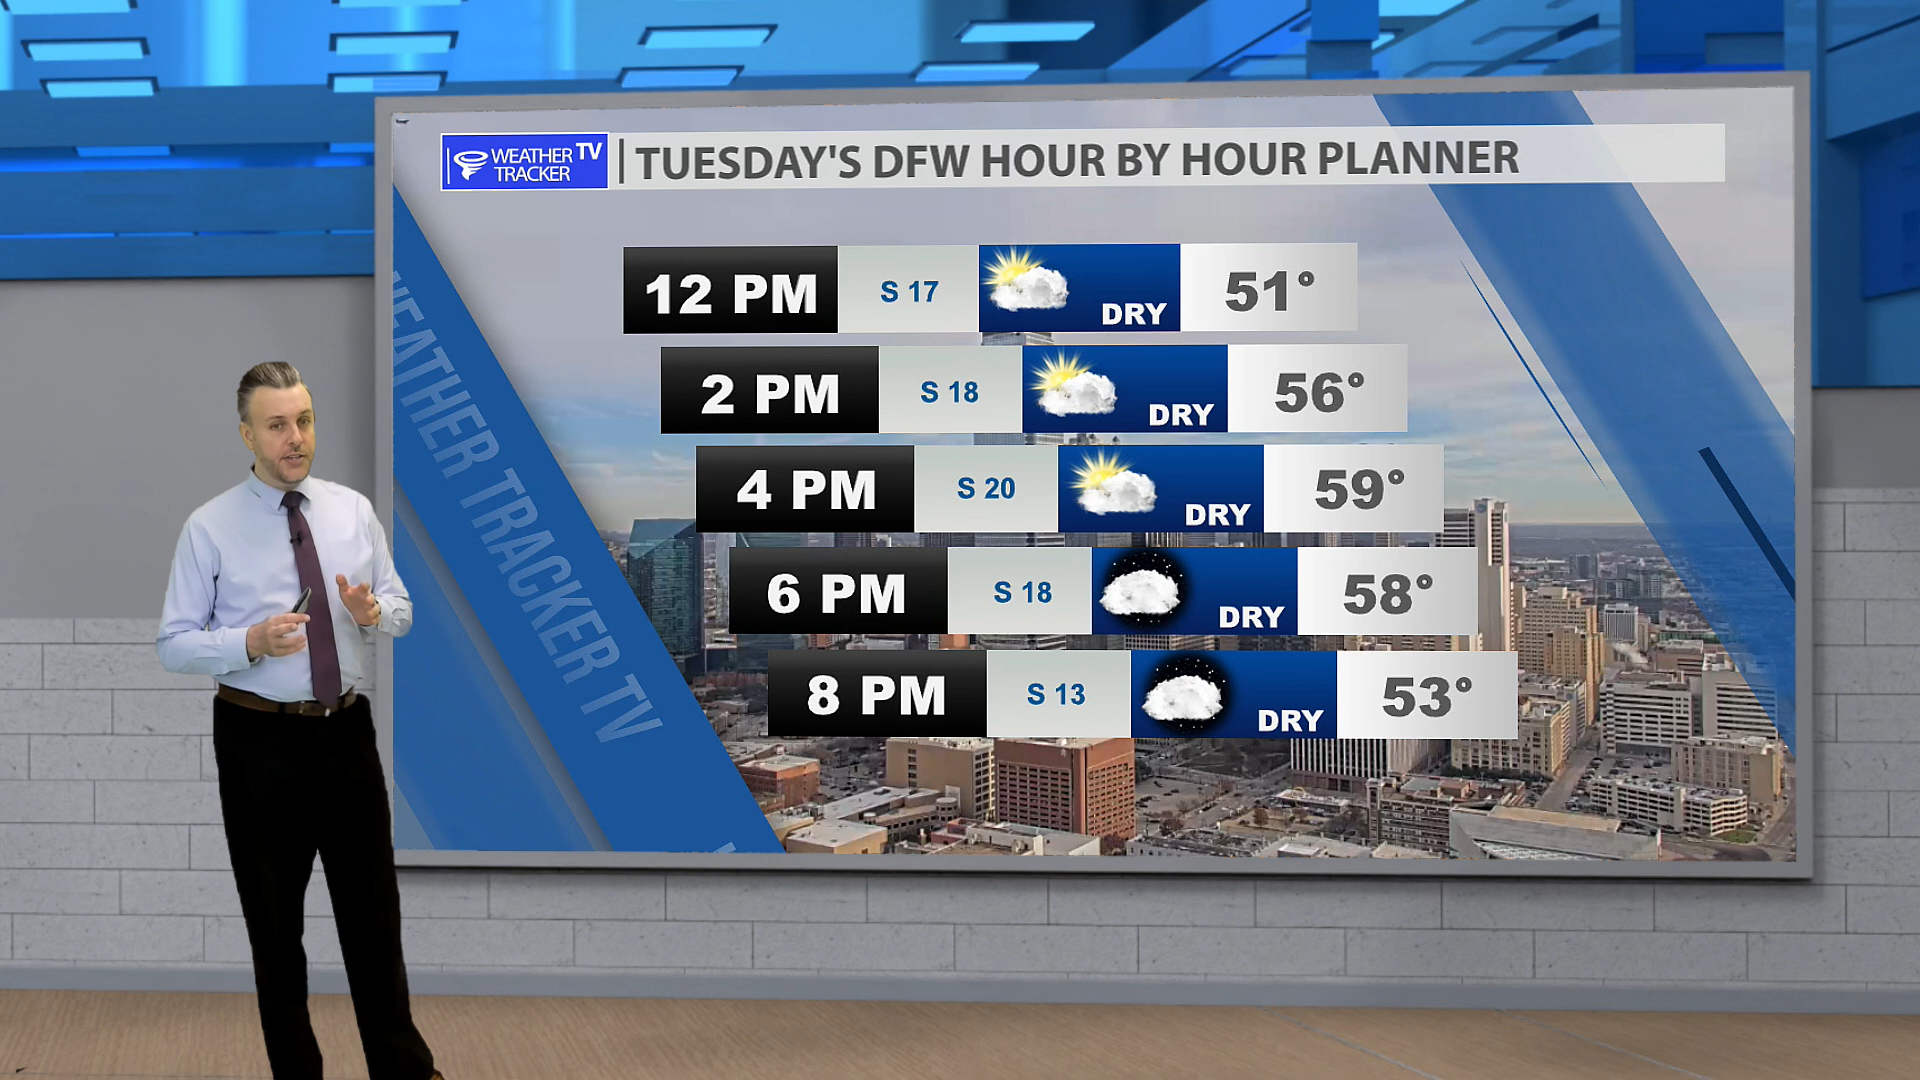 WEATHER TV
TRACKER
TUESDAY'S DFW HOUR BY HOUR PLANNER
12 PM S 17 DRY 51°
2 PM S 18 DRY 56°
4 PM S 20 DRY 59°
6 PM S 18 DRY 58°
8 PM S 13 DRY 53°
WEATHER TRACKER TV